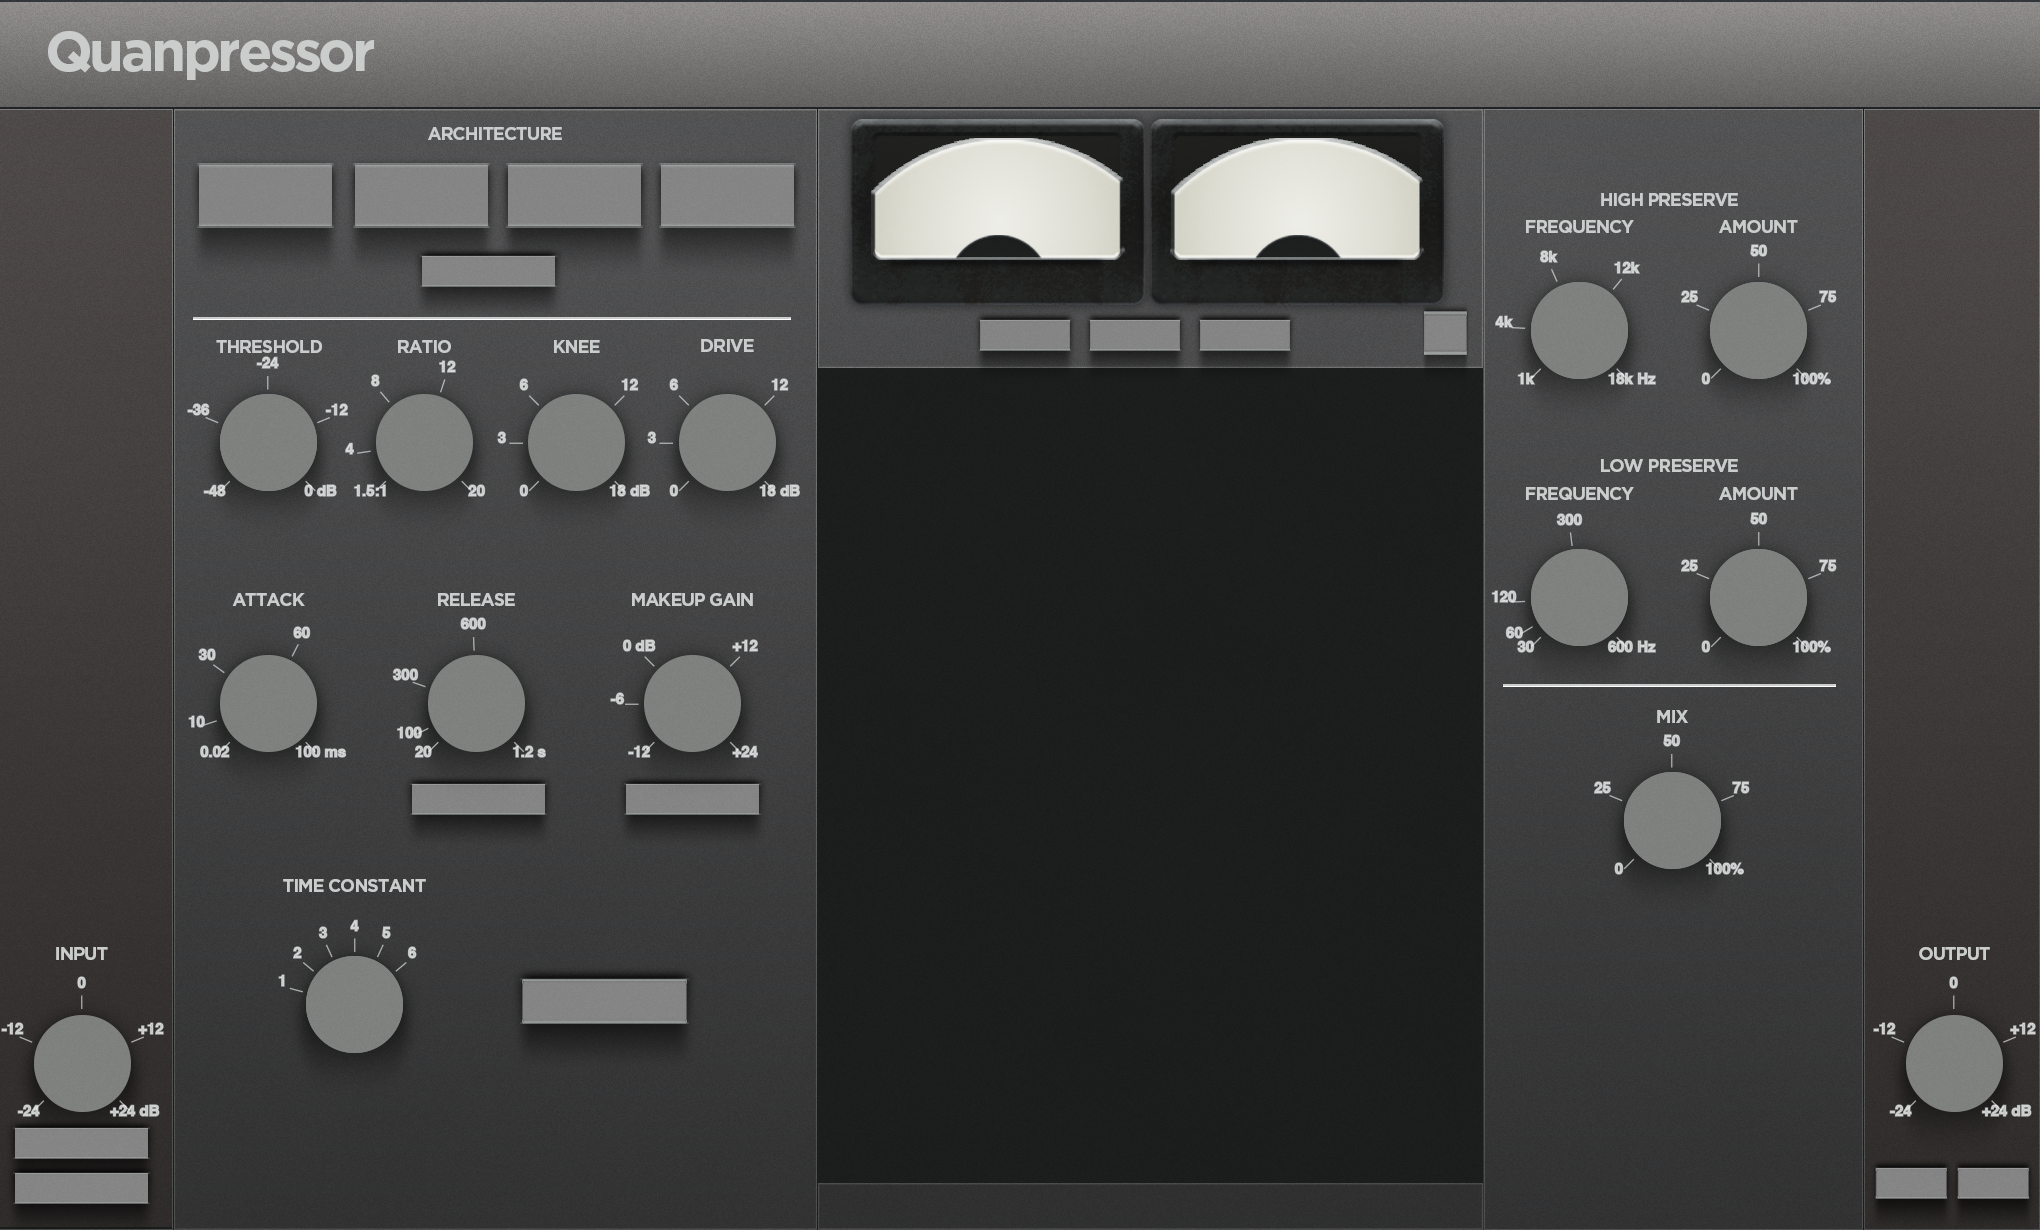 Quanpressor
ARCHITECTURE
THRESHOLD
-48
-36
-24
-12
0 dB
RATIO
1.5:1
4
8
12
20
KNEE
0
3
6
12
18 dB
DRIVE
0
3
6
12
18 dB
ATTACK
0.02
10
30
60
100 ms
RELEASE
20
100
300
600
1.2 s
MAKEUP GAIN
-12
-6
0 dB
+12
+24
TIME CONSTANT
1
2
3
4
5
6
INPUT
-24
-12
0
+12
+24 dB
HIGH PRESERVE
FREQUENCY
1k
4k
8k
12k
18k Hz
AMOUNT
0
25
50
75
100%
LOW PRESERVE
FREQUENCY
30
60
120
300
600 Hz
AMOUNT
0
25
50
75
100%
MIX
0
25
50
75
100%
OUTPUT
-24
-12
0
+12
+24 dB